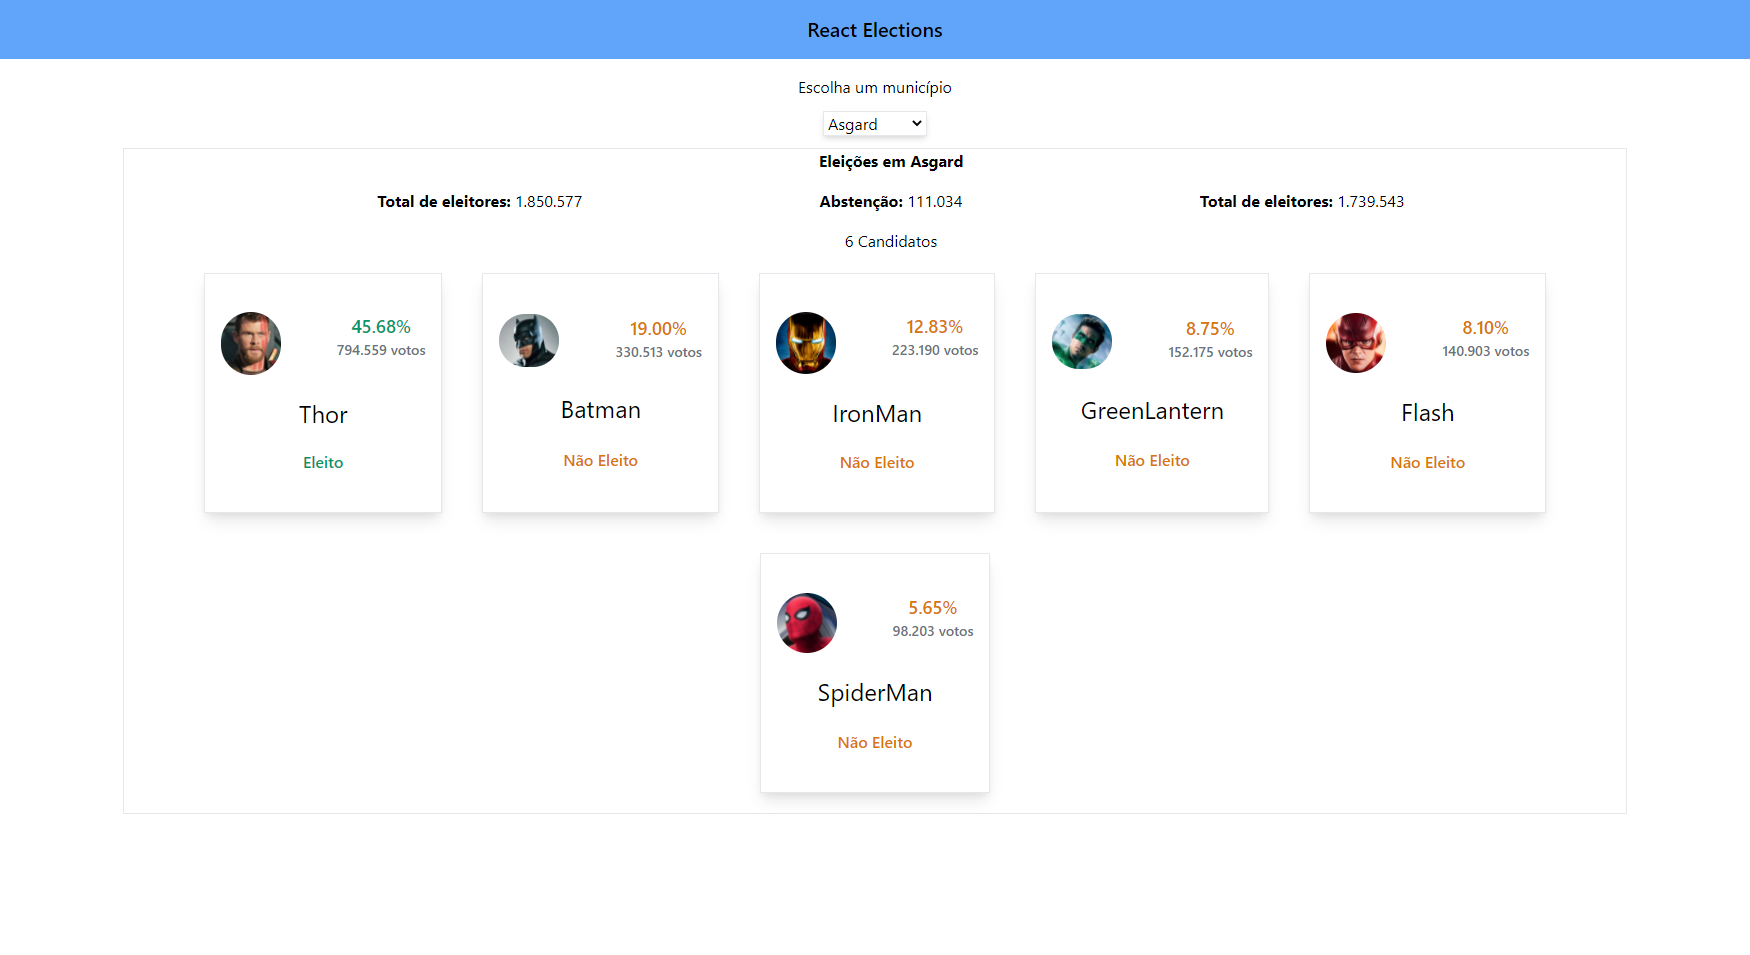 React Elections
Escolha um município
Asgard
Eleições em Asgard
Total de eleitores: 1.850.577
Abstenção: 111.034
Total de eleitores: 1.739.543
6 Candidatos
45.68%
794.559 votos
Thor
Eleito
19.00%
330.513 votos
Batman
Não Eleito
12.83%
223.190 votos
IronMan
Não Eleito
8.75%
152.175 votos
GreenLantern
Não Eleito
8.10%
140.903 votos
Flash
Não Eleito
5.65%
98.203 votos
SpiderMan
Não Eleito